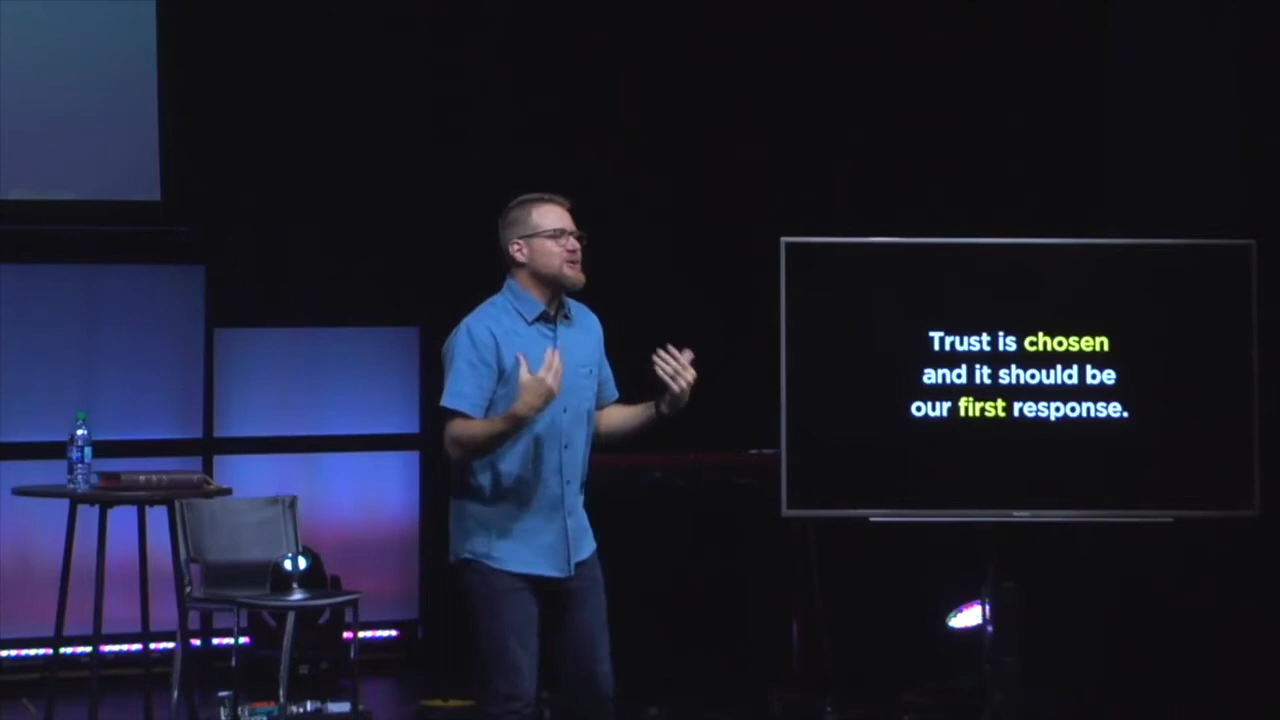 Trust is chosen
and it should be
our first response.